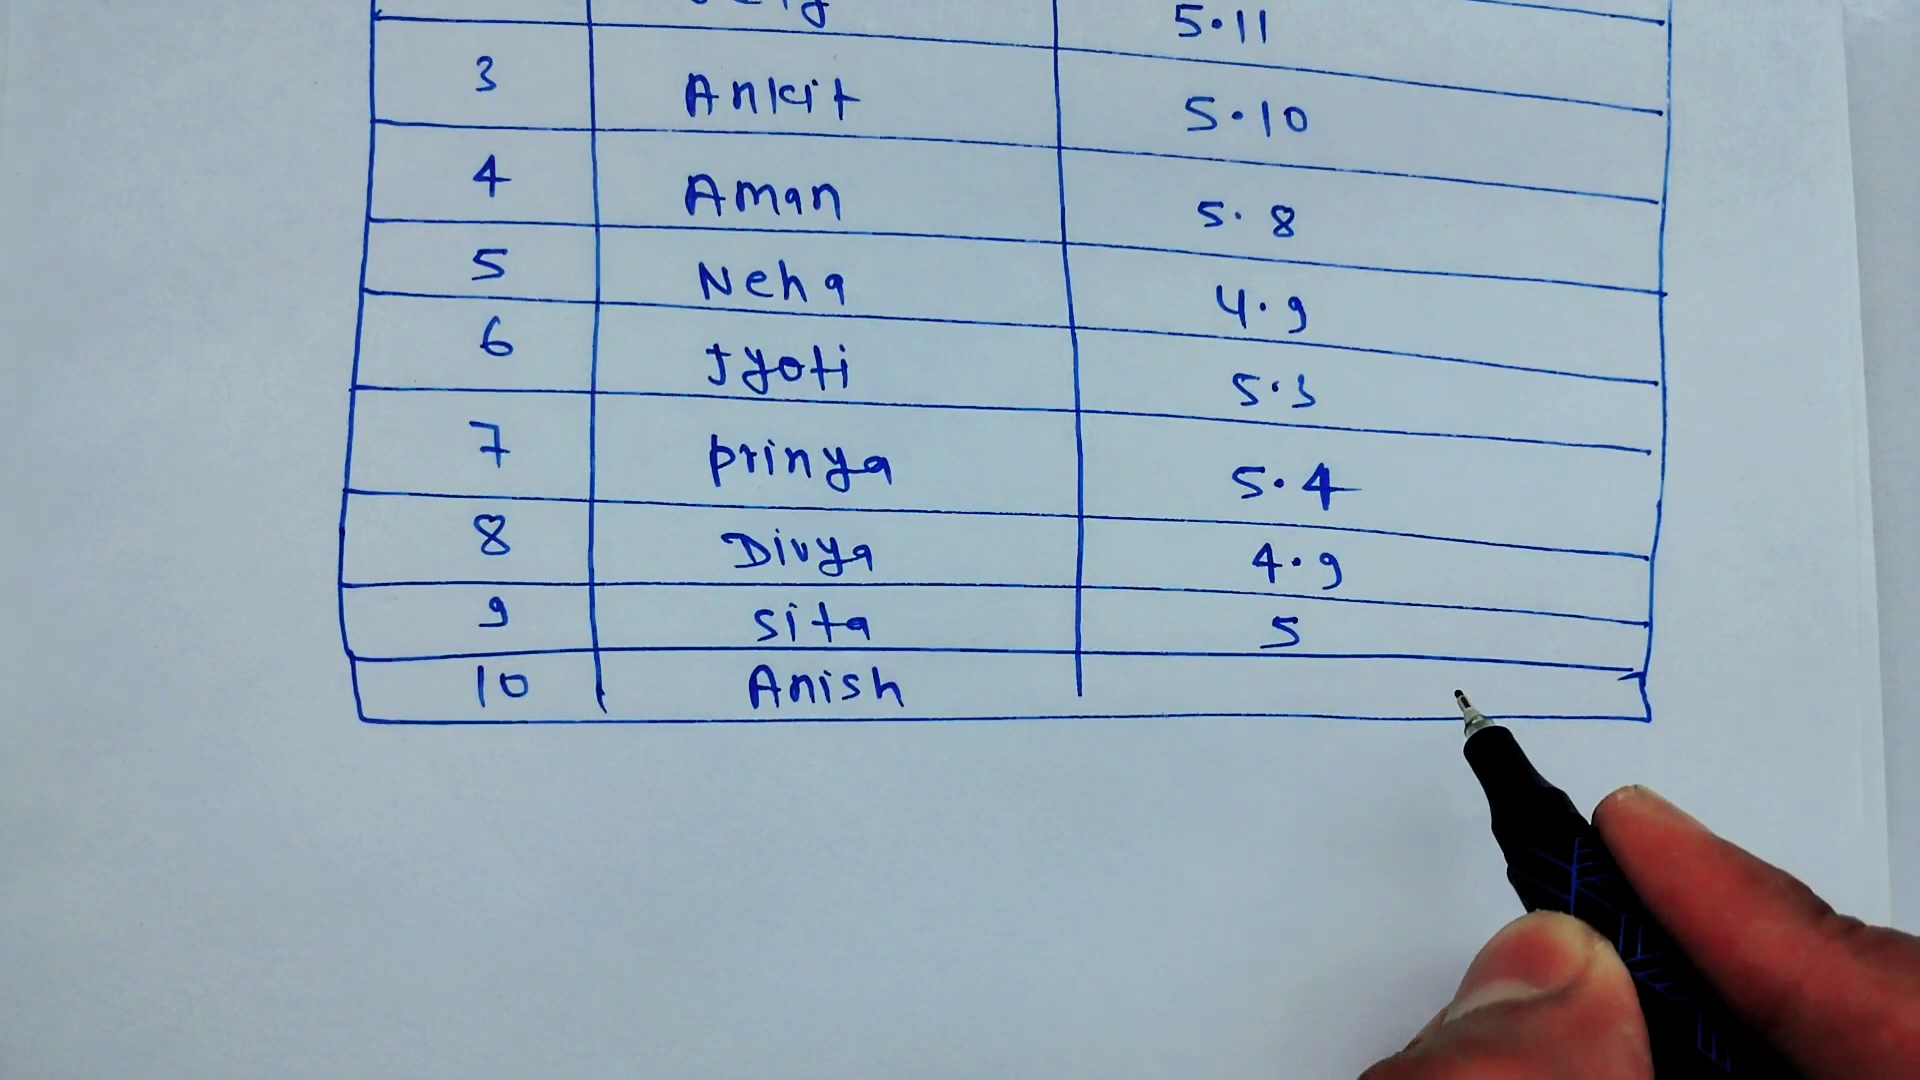 5.11
3 Ankit 5.10
4 Aman 5.8
5 Neha 4.9
6 Jyoti 5.3
7 Prinya 5.4
8 Divya 4.9
9 Sita 5
10 Anish